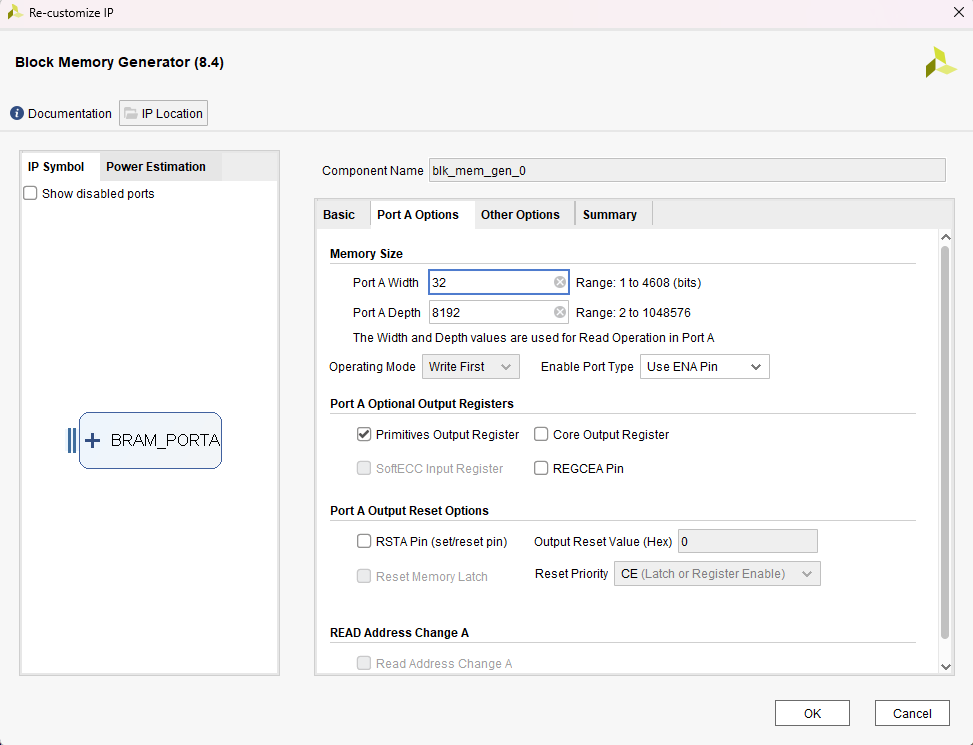 Re-customize IP
Block Memory Generator (8.4)
Documentation IP Location
IP Symbol Power Estimation
Show disabled ports
BRAM_PORTA
Component Name blk_mem_gen_0
Basic Port A Options Other Options Summary
Memory Size
Port A Width 32 Range: 1 to 4608 (bits)
Port A Depth 8192 Range: 2 to 1048576
The Width and Depth values are used for Read Operation in Port A
Operating Mode Write First Enable Port Type Use ENA Pin
Port A Optional Output Registers
Primitives Output Register Core Output Register
SoftECC Input Register REGCEA Pin
Port A Output Reset Options
RSTA Pin (set/reset pin) Output Reset Value (Hex) 0
Reset Memory Latch Reset Priority CE (Latch or Register Enable)
READ Address Change A
Read Address Change A
OK Cancel